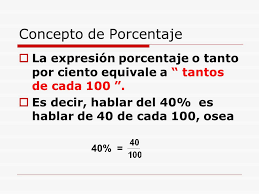 Concepto de Porcentaje
La expresión porcentaje o tanto
por ciento equivale a “ tantos
de cada 100 ”.
Es decir, hablar del 40% es
hablar de 40 de cada 100, osea
40% = 40/100